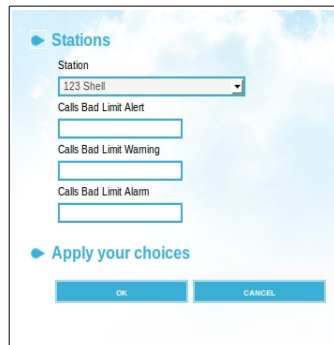 Stations
Station
123 Shell
Calls Bad Limit Alert
Calls Bad Limit Warning
Calls Bad Limit Alarm
Apply your choices
OK CANCEL